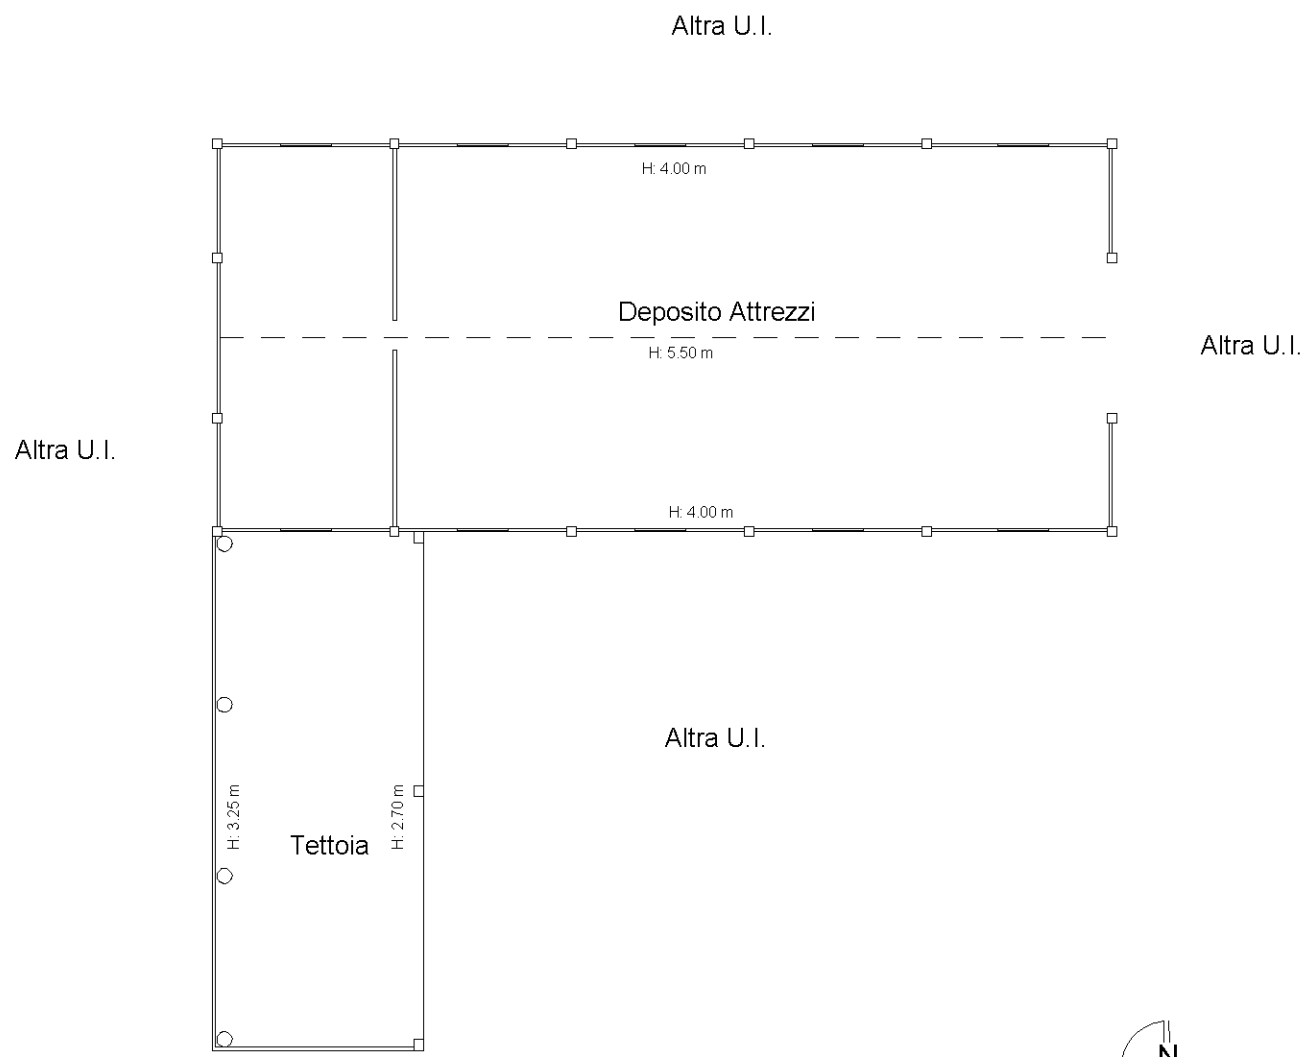 Altra U.I.
H: 4.00 m
Deposito Attrezzi
H: 5.50 m
Altra U.I.
Altra U.I.
H: 4.00 m
Altra U.I.
H: 3.25 m
H: 2.70 m
Tettoia
N